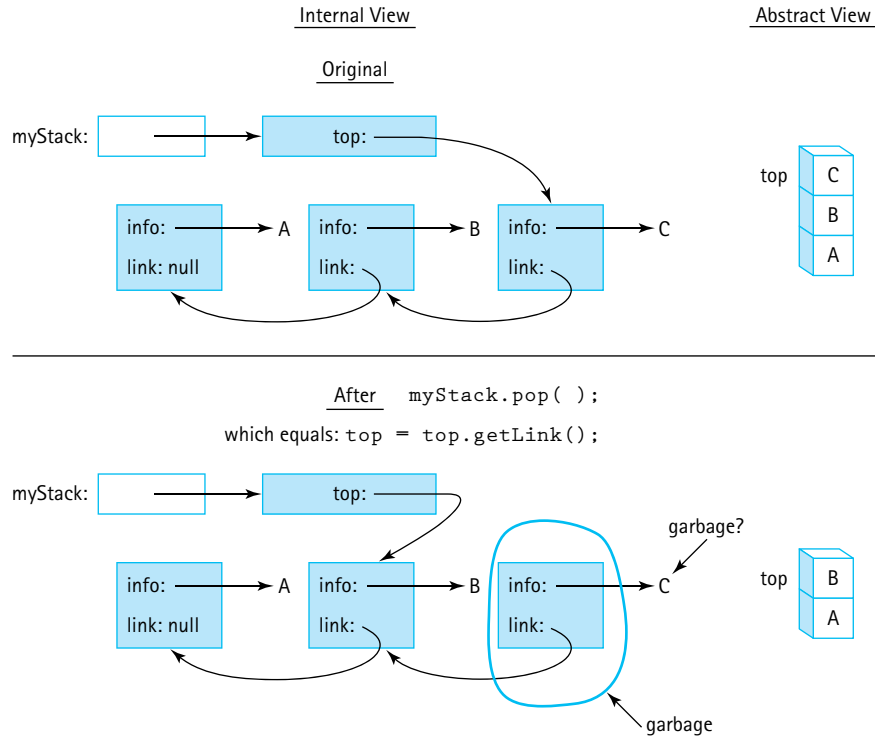 Internal View
Abstract View
Original
myStack:
top:
top
C
B
A
info:
A
info:
B
info:
C
link: null
link:
link:
After myStack.pop( );
which equals: top = top.getLink();
myStack:
top:
garbage?
top
B
A
info:
A
info:
B
info:
C
link: null
link:
link:
garbage